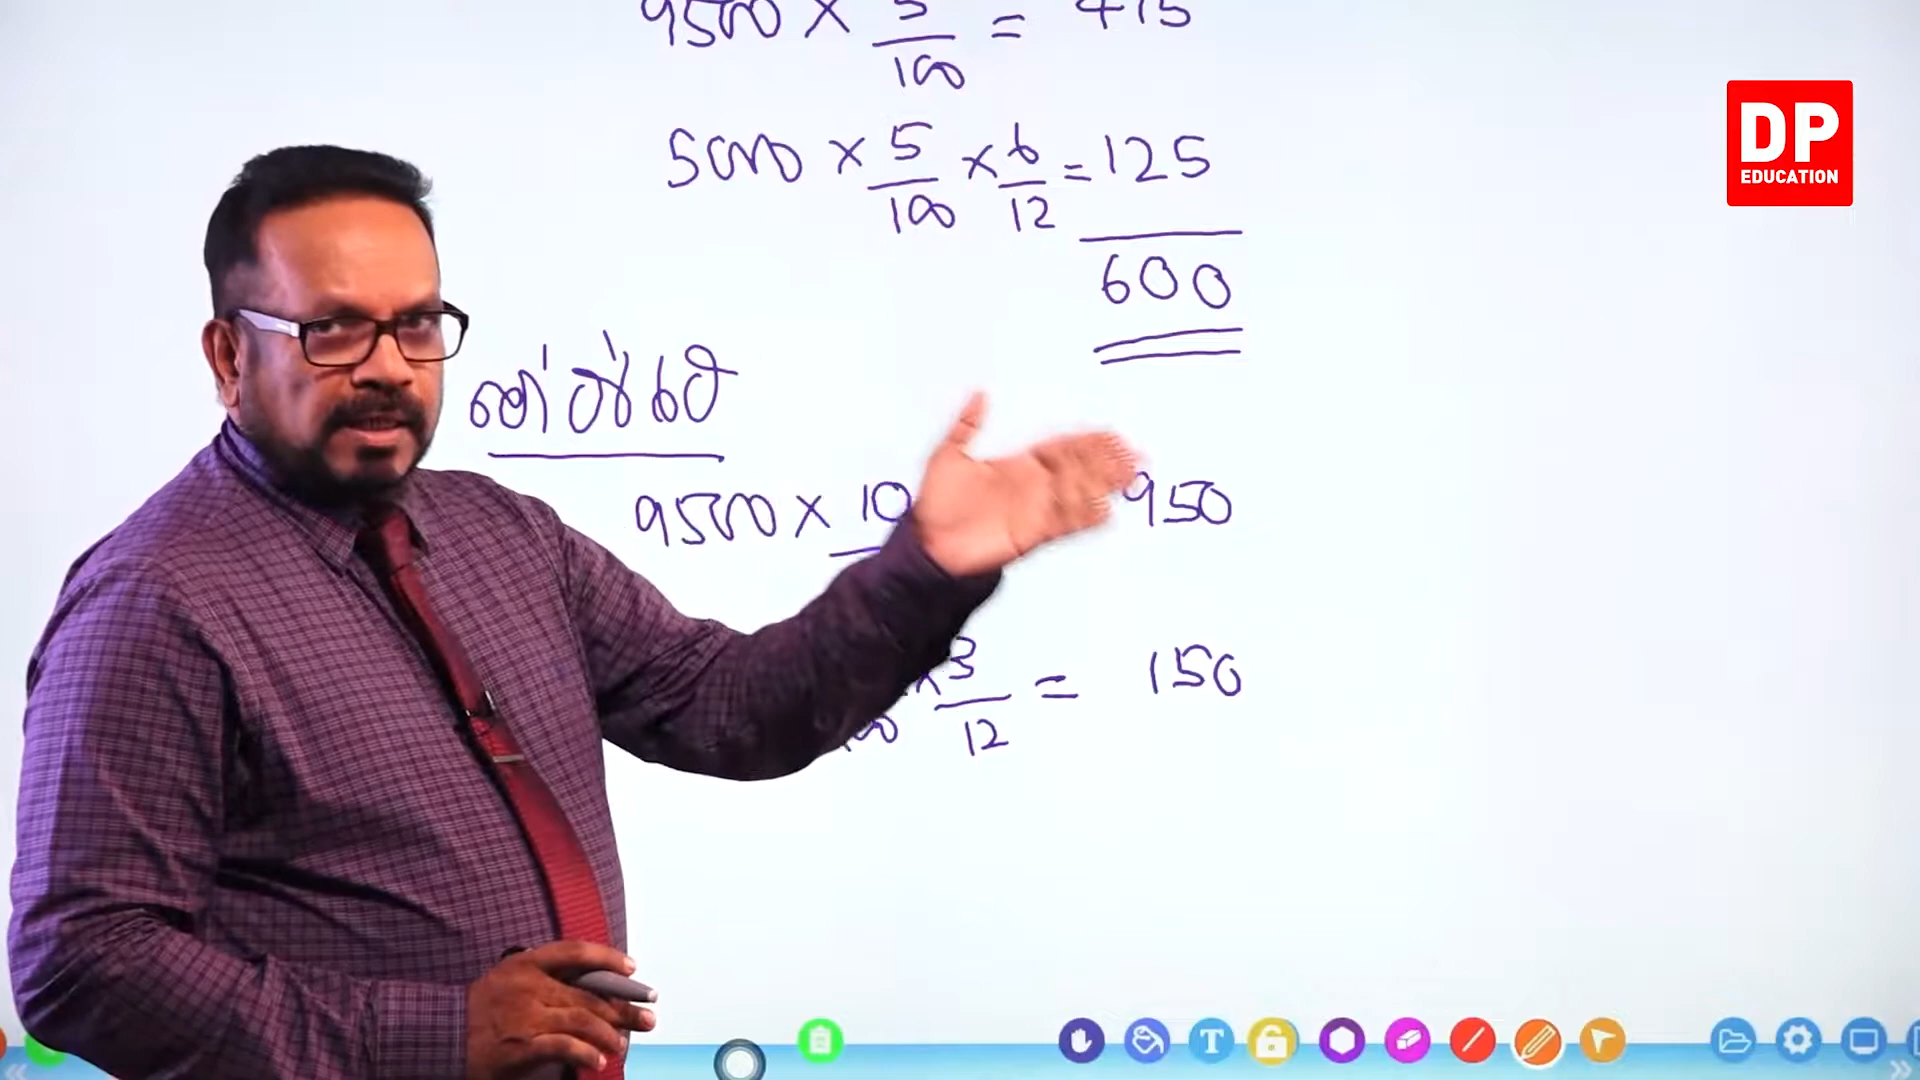 9500 × 5/100 = 475
5000 × 5/100 × 6/12 = 125
600
9500 × 10 950
× 3/12 = 150
100
DP
EDUCATION
T